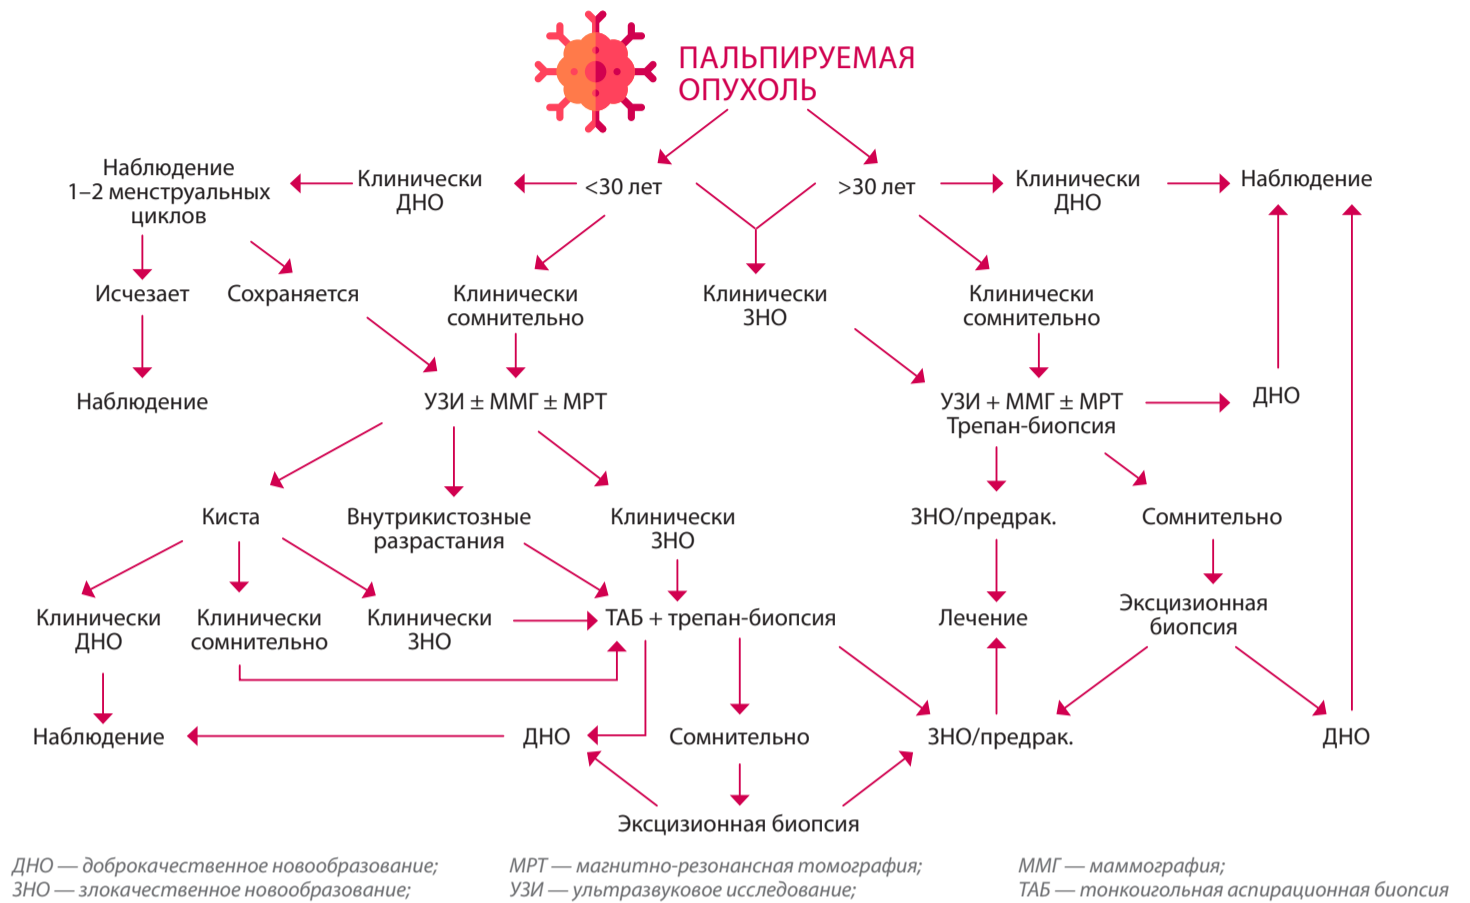 ПАЛЬПИРУЕМАЯ
ОПУХОЛЬ
Наблюдение
1–2 менструальных
циклов
Клинически
ДНО
<30 лет
>30 лет
Клинически
ДНО
Наблюдение
Исчезает
Сохраняется
Клинически
сомнительно
Клинически
ЗНО
Клинически
сомнительно
Наблюдение
УЗИ ± ММГ ± МРТ
УЗИ + ММГ ± МРТ
Трепан-биопсия
ДНО
Киста
Внутрикистозные
разрастания
Клинически
ЗНО
ЗНО/предрак.
Сомнительно
Клинически
ДНО
Клинически
сомнительно
Клинически
ЗНО
ТАБ + трепан-биопсия
Лечение
Эксцизионная
биопсия
Наблюдение
ДНО
Сомнительно
ЗНО/предрак.
ДНО
Эксцизионная биопсия
ДНО — доброкачественное новообразование;
ЗНО — злокачественное новообразование;
МРТ — магнитно-резонансная томография;
УЗИ — ультразвуковое исследование;
ММГ — маммография;
ТАБ — тонкоигольная аспирационная биопсия